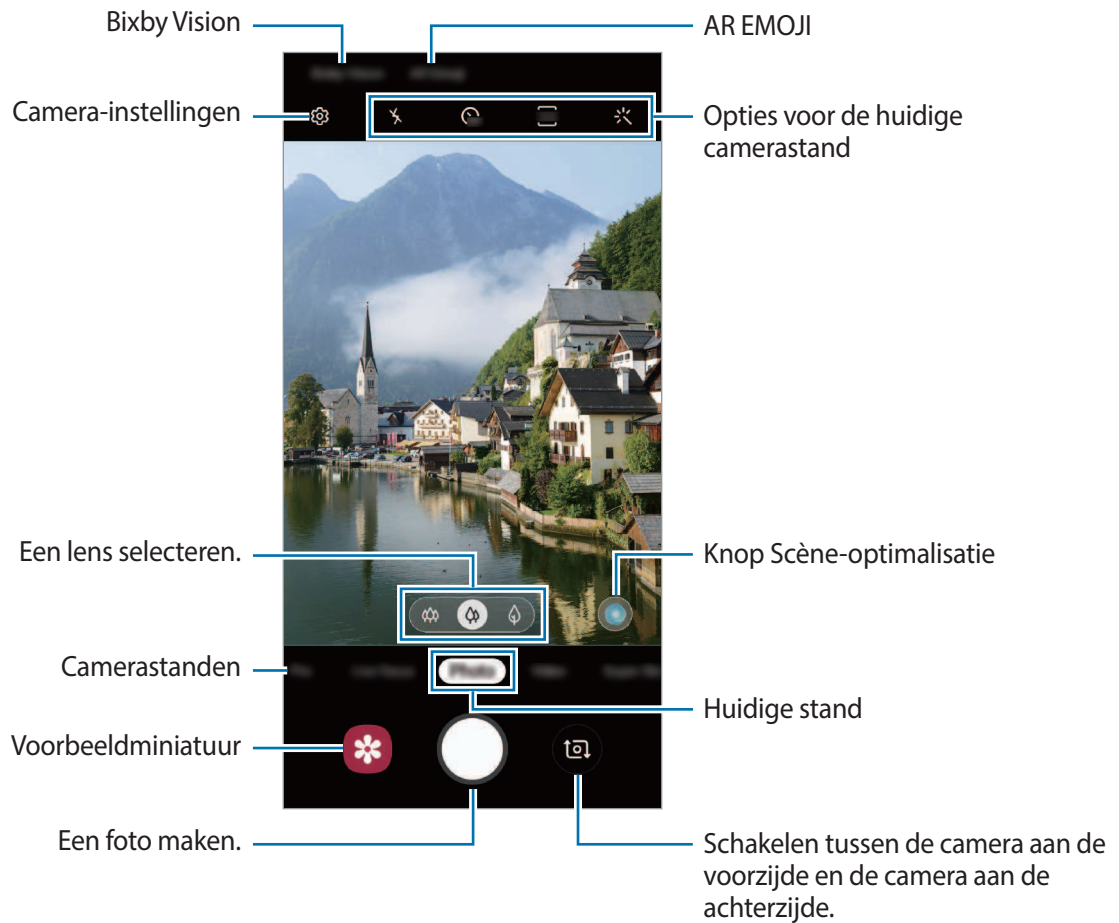 Bixby Vision
AR EMOJI
Camera-instellingen
Opties voor de huidige
camerastand
Een lens selecteren.
Knop Scène-optimalisatie
Camerastanden
Photo
Huidige stand
Voorbeeldminiatuur
Een foto maken.
Schakelen tussen de camera aan de
voorzijde en de camera aan de
achterzijde.